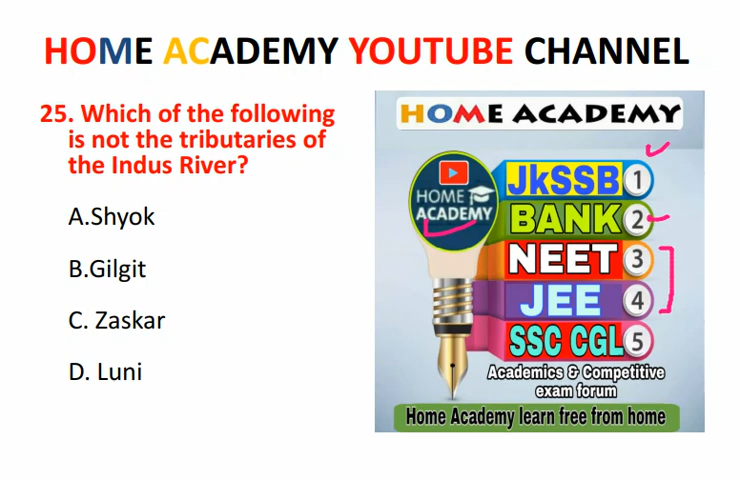 HOME ACADEMY YOUTUBE CHANNEL
25. Which of the following
is not the tributaries of
the Indus River?
A.Shyok
B.Gilgit
C. Zaskar
D. Luni
HOME ACADEMY
HOME
ACADEMY
JkSSB 1
BANK 2
NEET 3
JEE 4
SSC CGL 5
Academics & Competitive
exam forum
Home Academy learn free from home